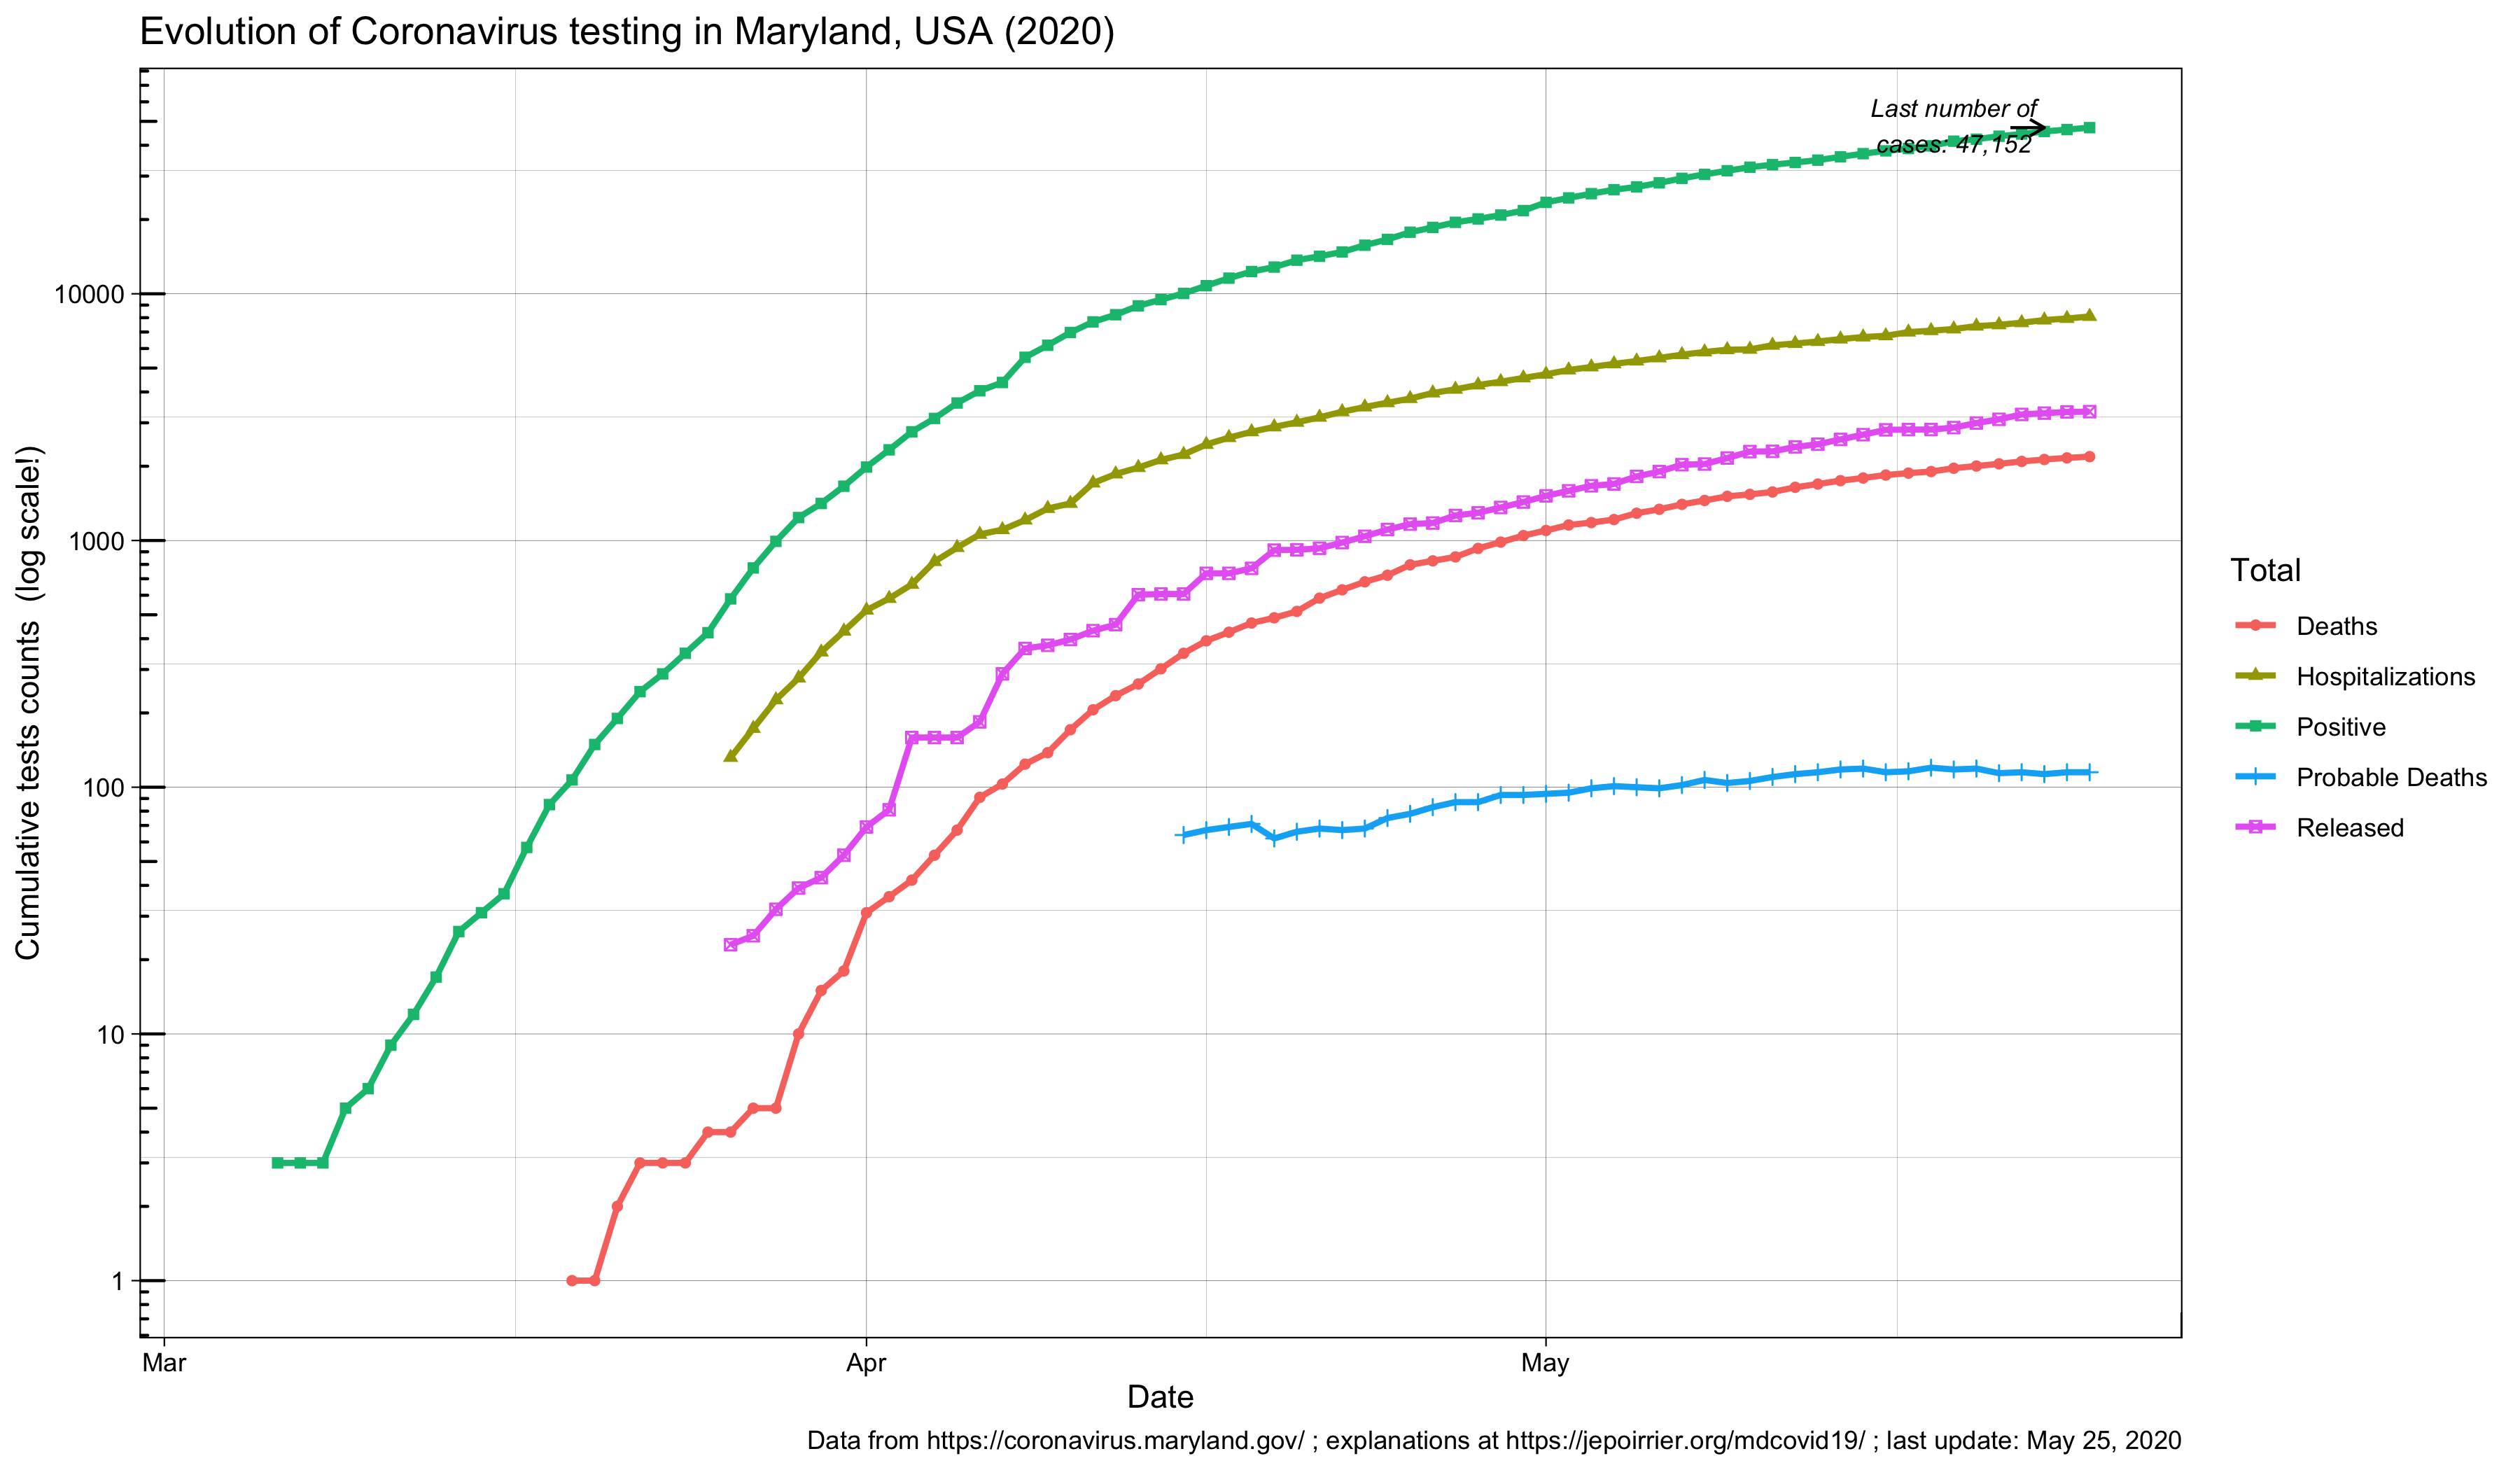 Evolution of Coronavirus testing in Maryland, USA (2020)
Last number of
cases: 47,152
10000
1000
100
10
1
Cumulative tests counts (log scale!)
Mar
Apr
May
Date
Total
Deaths
Hospitalizations
Positive
Probable Deaths
Released
Data from https://coronavirus.maryland.gov/ ; explanations at https://jepoirrier.org/mdcovid19/ ; last update: May 25, 2020